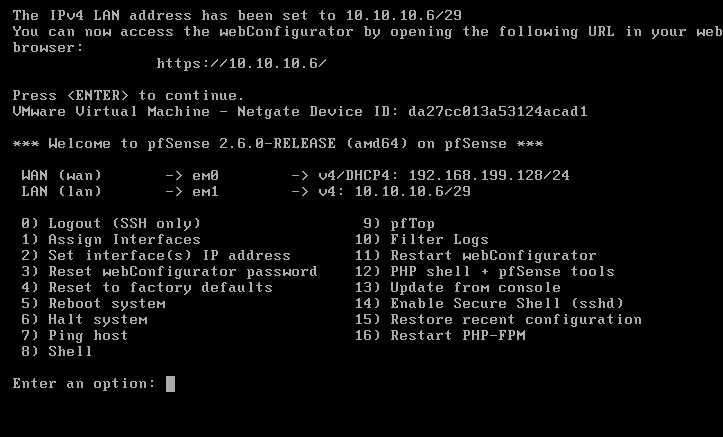 The IPv4 LAN address has been set to 10.10.10.6/29
You can now access the webConfigurator by opening the following URL in your web
browser:
https://10.10.10.6/
Press <ENTER> to continue.
VMware Virtual Machine - Netgate Device ID: da27cc013a53124acad1
*** Welcome to pfSense 2.6.0-RELEASE (amd64) on pfSense ***
WAN (wan) -> em0 -> v4/DHCP4: 192.168.199.128/24
LAN (lan) -> em1 -> v4: 10.10.10.6/29
0) Logout (SSH only) 9) pfTop
1) Assign Interfaces 10) Filter Logs
2) Set interface(s) IP address 11) Restart webConfigurator
3) Reset webConfigurator password 12) PHP shell + pfSense tools
4) Reset to factory defaults 13) Update from console
5) Reboot system 14) Enable Secure Shell (sshd)
6) Halt system 15) Restore recent configuration
7) Ping host 16) Restart PHP-FPM
8) Shell
Enter an option: